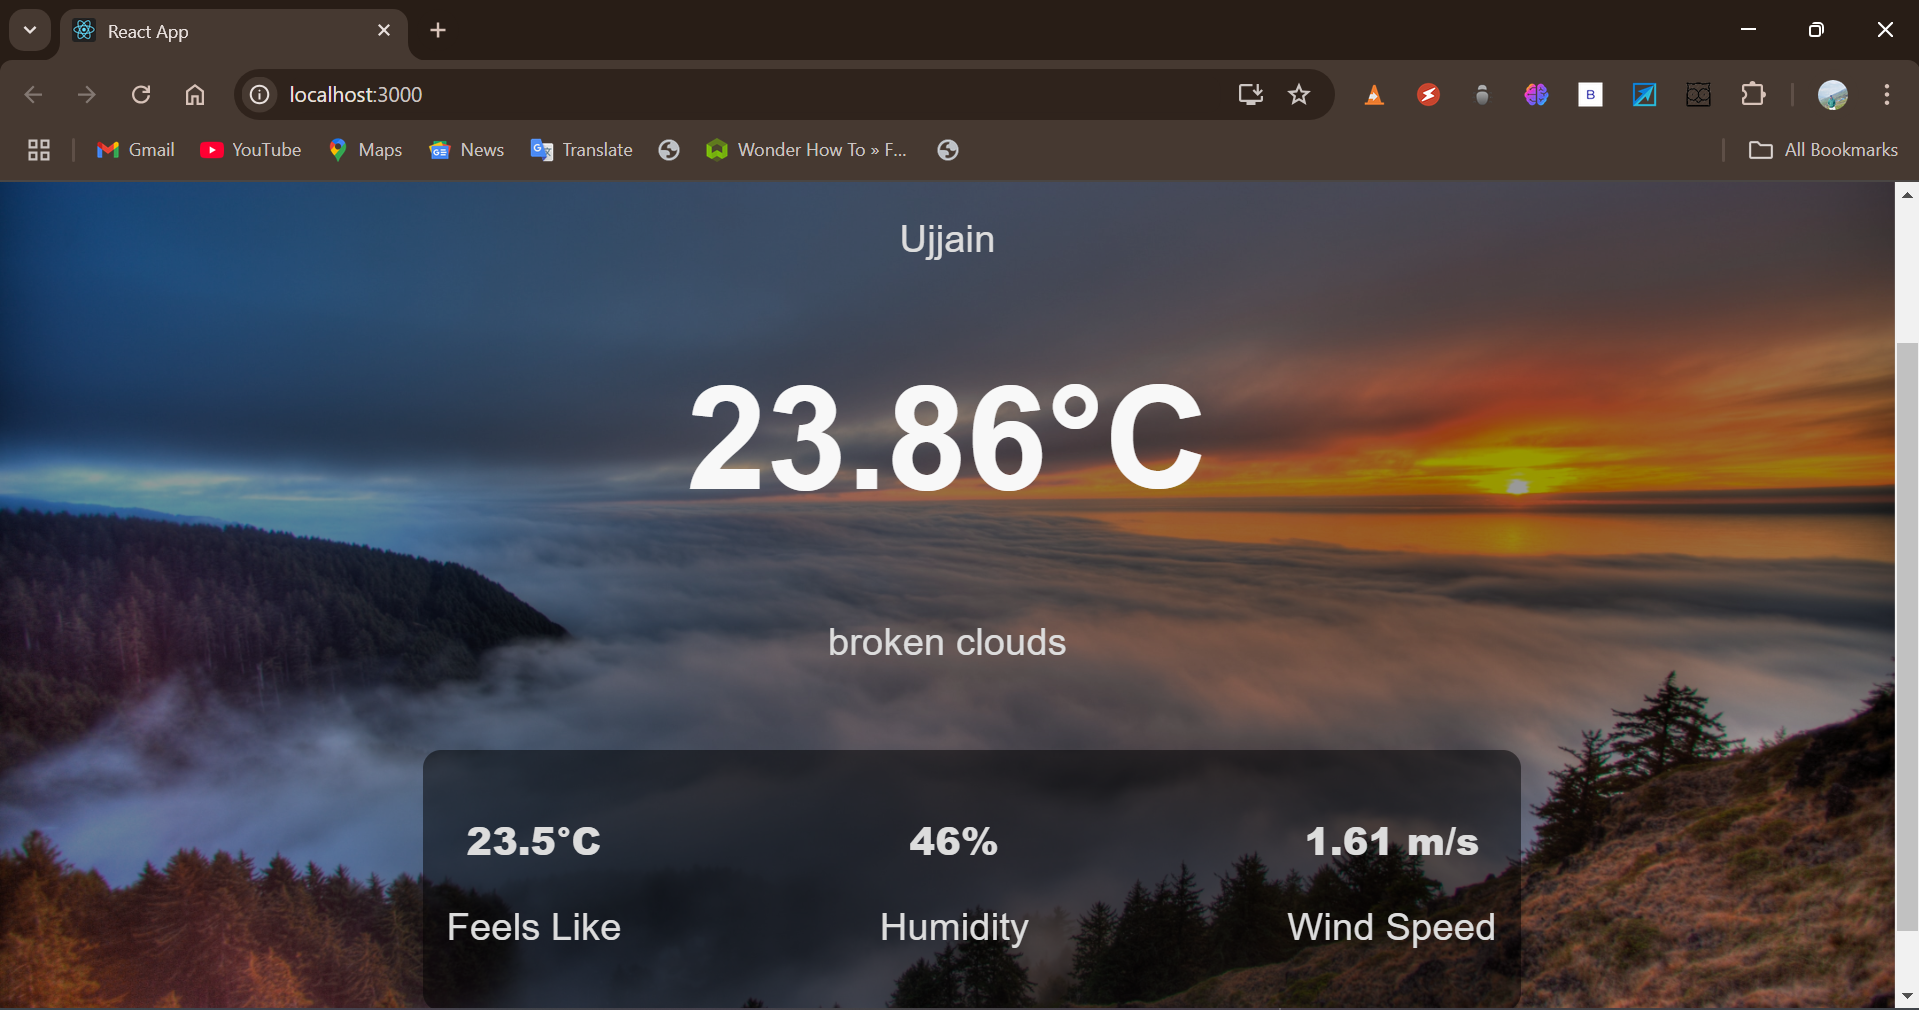 React App
localhost:3000
Gmail YouTube Maps News Translate Wonder How To » F... All Bookmarks
Ujjain
23.86°C
broken clouds
23.5°C 46% 1.61 m/s
Feels Like Humidity Wind Speed